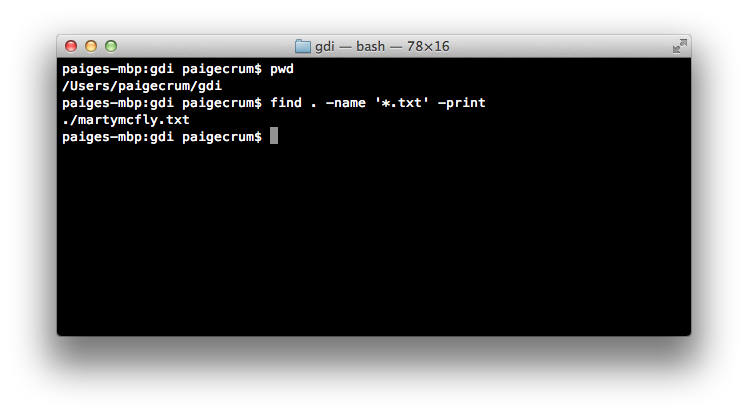 gdi — bash — 78×16
paiges-mbp:gdi paigecrum$ pwd
/Users/paigecrum/gdi
paiges-mbp:gdi paigecrum$ find . -name '*.txt' -print
./martymcfly.txt
paiges-mbp:gdi paigecrum$